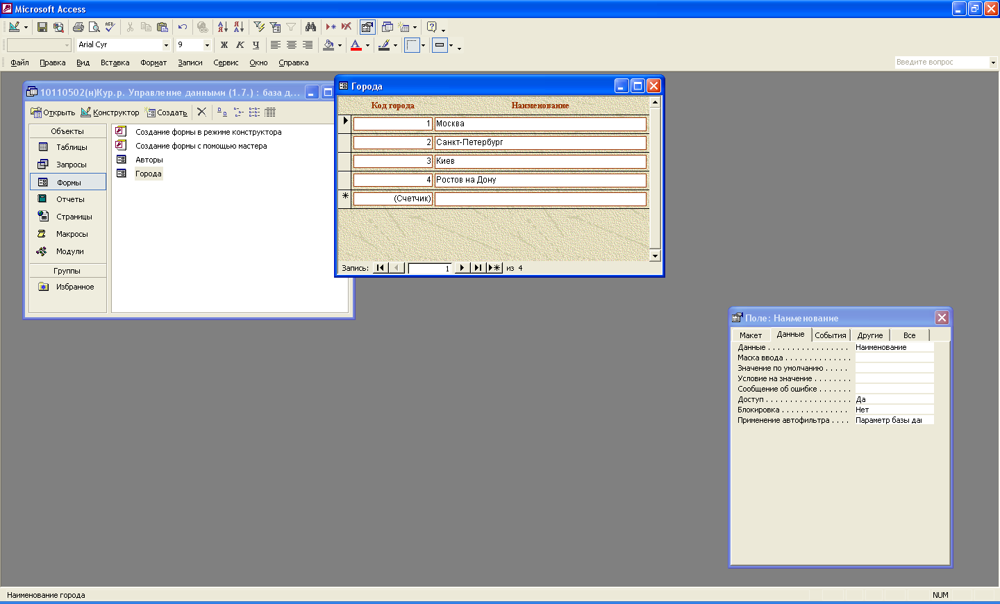 Microsoft Access
Arial Cyr
9
Ж К Ч
Файл Правка Вид Вставка Формат Записи Сервис Окно Справка
Введите вопрос
10110502(н)Кур.р. Управление данными (1.7.) : база д...
Открыть Конструктор Создать
Объекты
Таблицы
Запросы
Формы
Отчеты
Страницы
Макросы
Модули
Группы
Избранное
Создание формы в режиме конструктора
Создание формы с помощью мастера
Авторы
Города
Города
Код города Наименование
1 Москва
2 Санкт-Петербург
3 Киев
4 Ростов на Дону
(Счетчик)
Запись: 1 из 4
Поле: Наименование
Макет Данные События Другие Все
Данные . . . . . . . . . . . . . . . . . Наименование
Маска ввода . . . . . . . . . . . . . .
Значение по умолчанию . . . . .
Условие на значение . . . . . . . .
Сообщение об ошибке . . . . . . .
Доступ . . . . . . . . . . . . . . . . . . Да
Блокировка . . . . . . . . . . . . . . Нет
Применение автофильтра . . . . Параметр базы дан
Наименование города
NUM